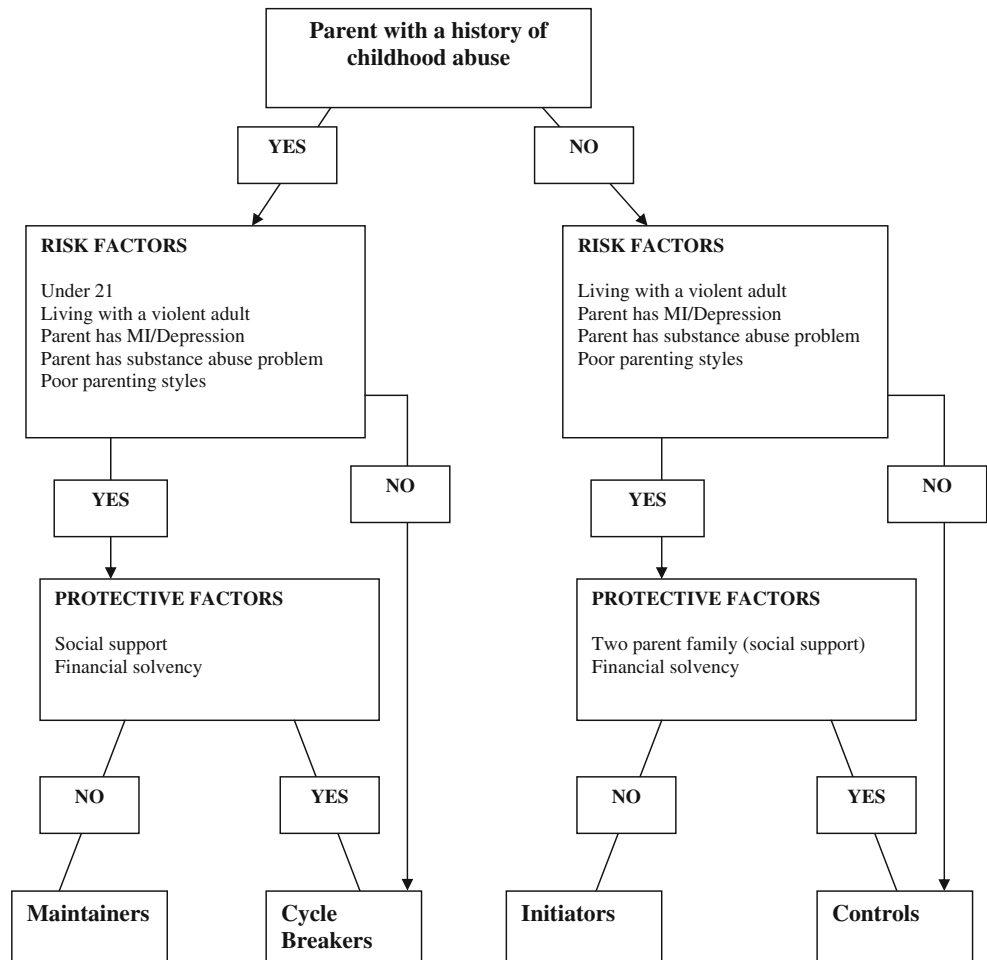 Parent with a history of
childhood abuse
YES
NO
RISK FACTORS
Under 21
Living with a violent adult
Parent has MI/Depression
Parent has substance abuse problem
Poor parenting styles
RISK FACTORS
Living with a violent adult
Parent has MI/Depression
Parent has substance abuse problem
Poor parenting styles
YES
NO
YES
NO
PROTECTIVE FACTORS
Social support
Financial solvency
PROTECTIVE FACTORS
Two parent family (social support)
Financial solvency
NO
YES
NO
YES
Maintainers
Cycle
Breakers
Initiators
Controls